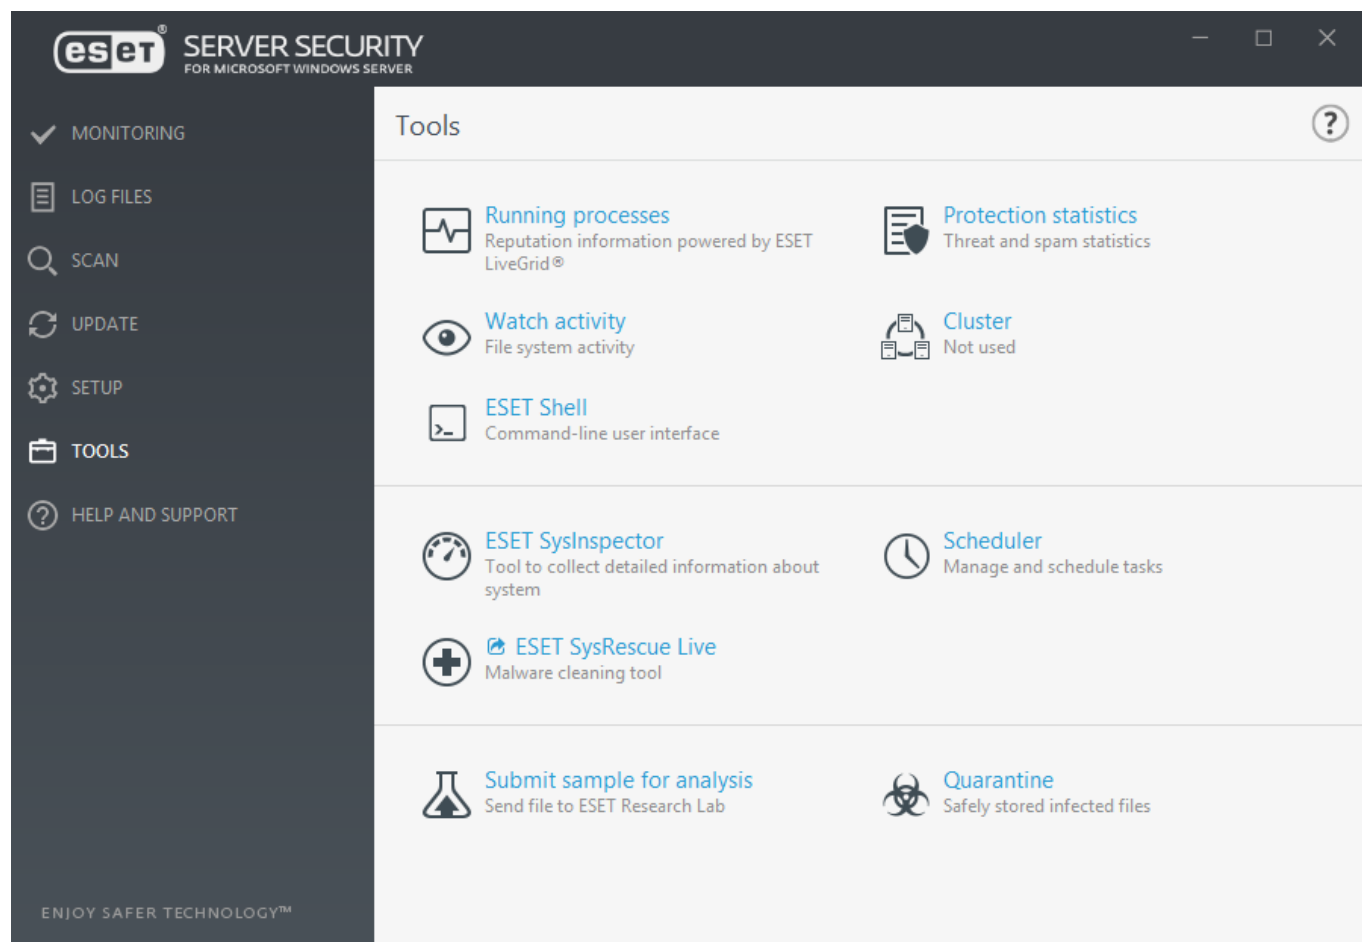 eset® SERVER SECURITY
FOR MICROSOFT WINDOWS SERVER
MONITORING
LOG FILES
SCAN
UPDATE
SETUP
TOOLS
HELP AND SUPPORT
ENJOY SAFER TECHNOLOGY™
Tools
?
Running processes
Reputation information powered by ESET
LiveGrid®
Protection statistics
Threat and spam statistics
Watch activity
File system activity
Cluster
Not used
ESET Shell
Command-line user interface
ESET SysInspector
Tool to collect detailed information about
system
Scheduler
Manage and schedule tasks
ESET SysRescue Live
Malware cleaning tool
Submit sample for analysis
Send file to ESET Research Lab
Quarantine
Safely stored infected files